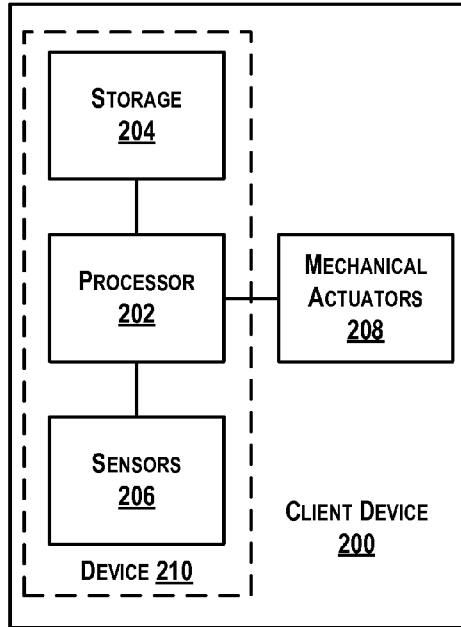 STORAGE
204
PROCESSOR
202
MECHANICAL
ACTUATORS
208
SENSORS
206
CLIENT DEVICE
200
DEVICE 210